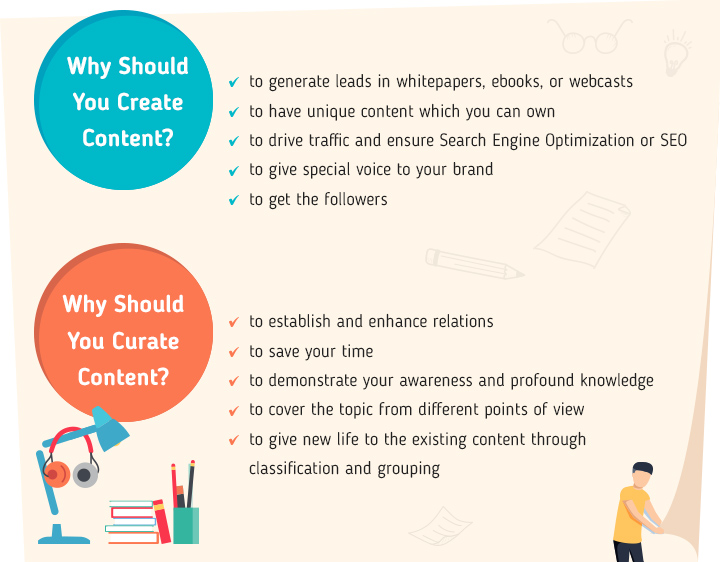 Why Should
You Create
Content?
to generate leads in whitepapers, ebooks, or webcasts
to have unique content which you can own
to drive traffic and ensure Search Engine Optimization or SEO
to give special voice to your brand
to get the followers
Why Should
You Curate
Content?
to establish and enhance relations
to save your time
to demonstrate your awareness and profound knowledge
to cover the topic from different points of view
to give new life to the existing content through
classification and grouping